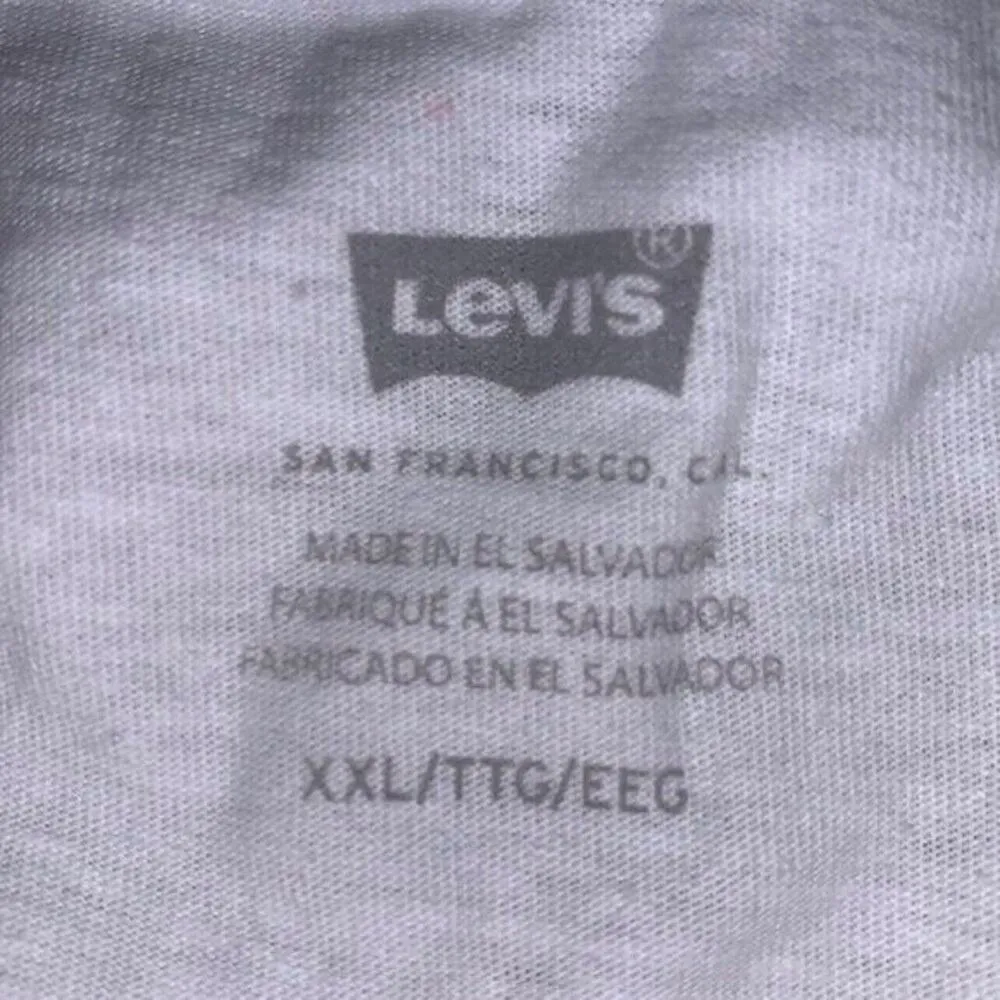 LEVI'S®
SAN FRANCISCO, CAL.
MADE IN EL SALVADOR
FABRIQUÉ À EL SALVADOR
FABRICADO EN EL SALVADOR
XXL/TTG/EEG